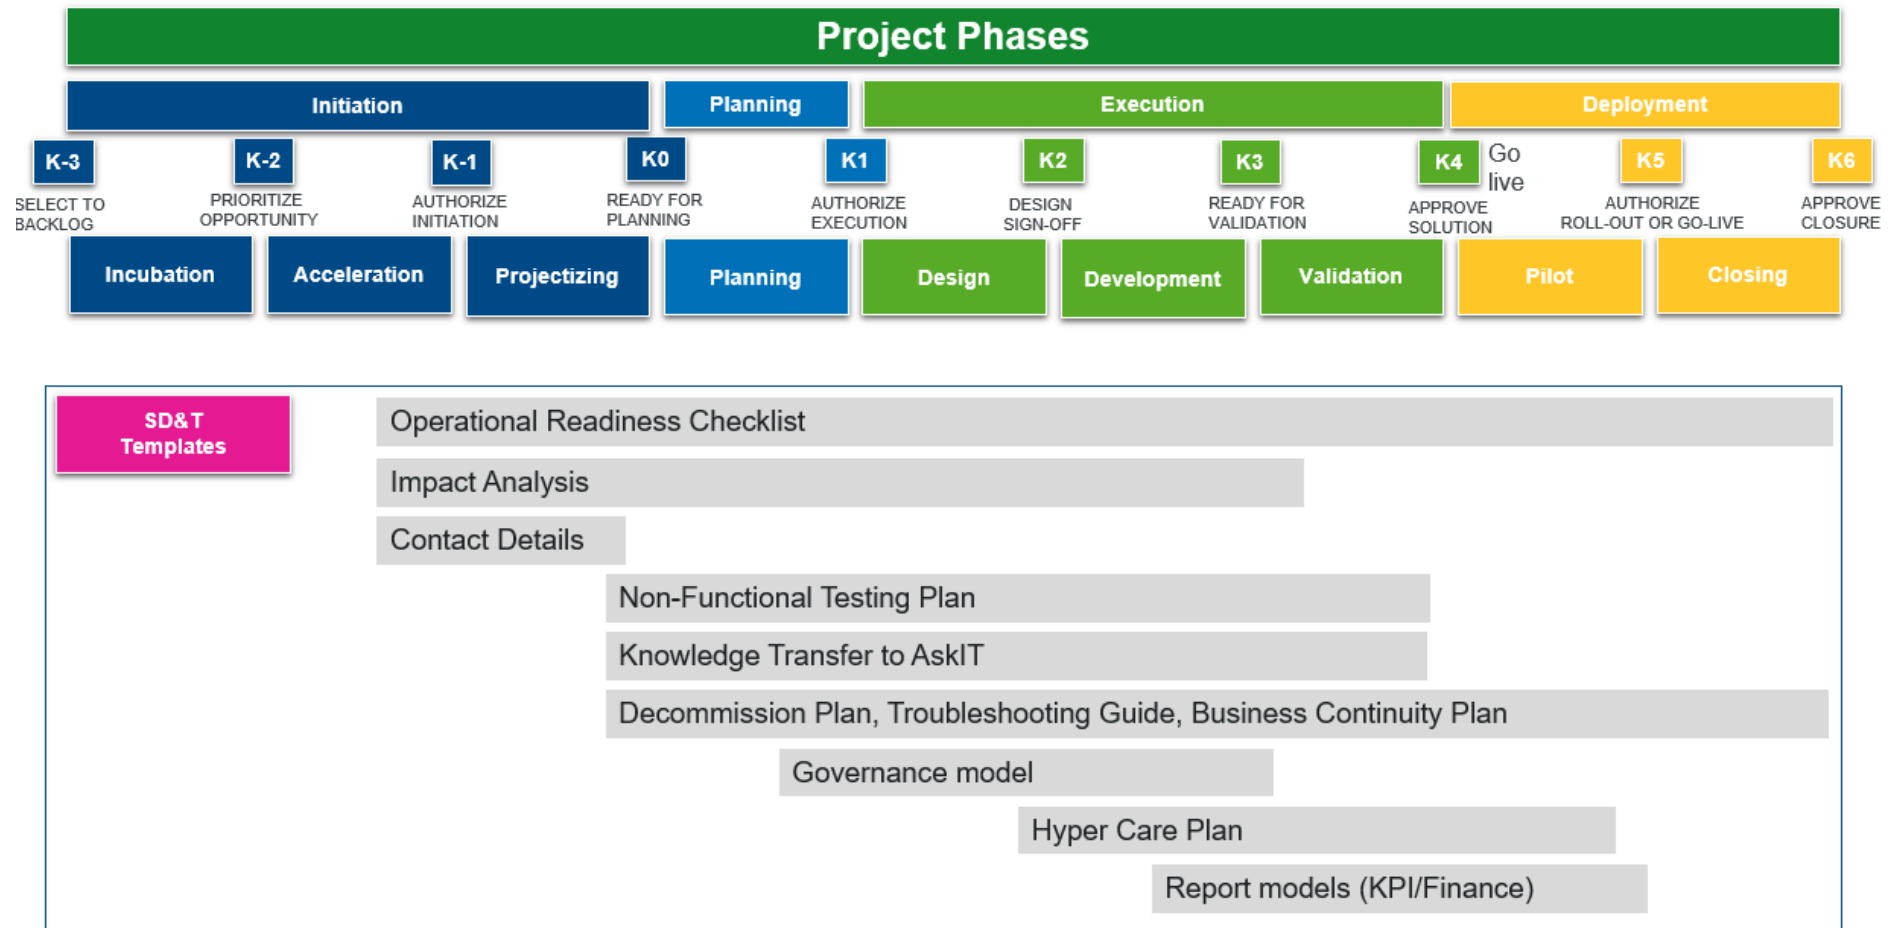 Project Phases
Initiation
Planning
Execution
Deployment
K-3
K-2
K-1
K0
K1
K2
K3
K4
Go
live
K5
K6
SELECT TO
BACKLOG
PRIORITIZE
OPPORTUNITY
AUTHORIZE
INITIATION
READY FOR
PLANNING
AUTHORIZE
EXECUTION
DESIGN
SIGN-OFF
READY FOR
VALIDATION
APPROVE
SOLUTION
AUTHORIZE
ROLL-OUT OR GO-LIVE
APPROVE
CLOSURE
Incubation
Acceleration
Projectizing
Planning
Design
Development
Validation
Pilot
Closing
SD&T
Templates
Operational Readiness Checklist
Impact Analysis
Contact Details
Non-Functional Testing Plan
Knowledge Transfer to AskIT
Decommission Plan, Troubleshooting Guide, Business Continuity Plan
Governance model
Hyper Care Plan
Report models (KPI/Finance)